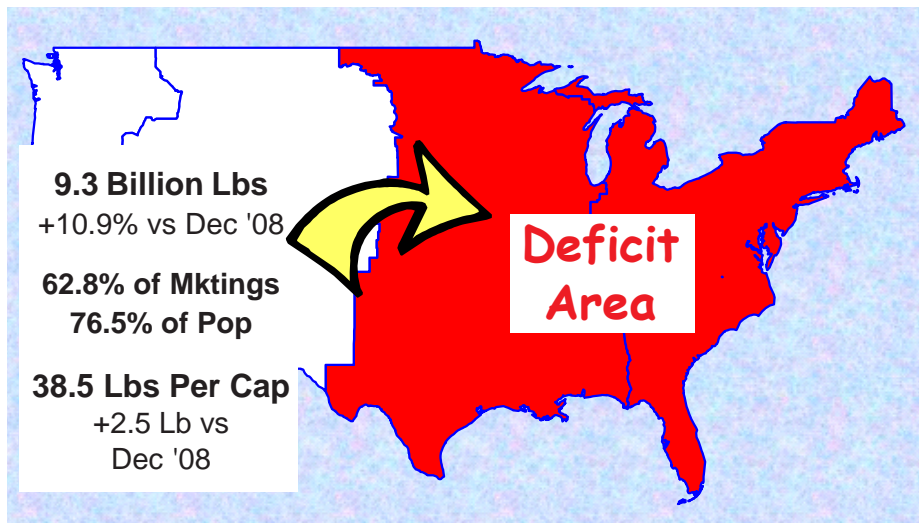 9.3 Billion Lbs
+10.9% vs Dec '08
62.8% of Mktings
76.5% of Pop
38.5 Lbs Per Cap
+2.5 Lb vs
Dec '08
Deficit
Area